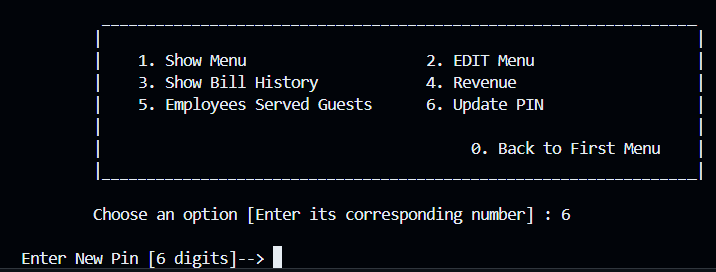 1. Show Menu 2. EDIT Menu
3. Show Bill History 4. Revenue
5. Employees Served Guests 6. Update PIN
0. Back to First Menu
Choose an option [Enter its corresponding number] : 6
Enter New Pin [6 digits]-->